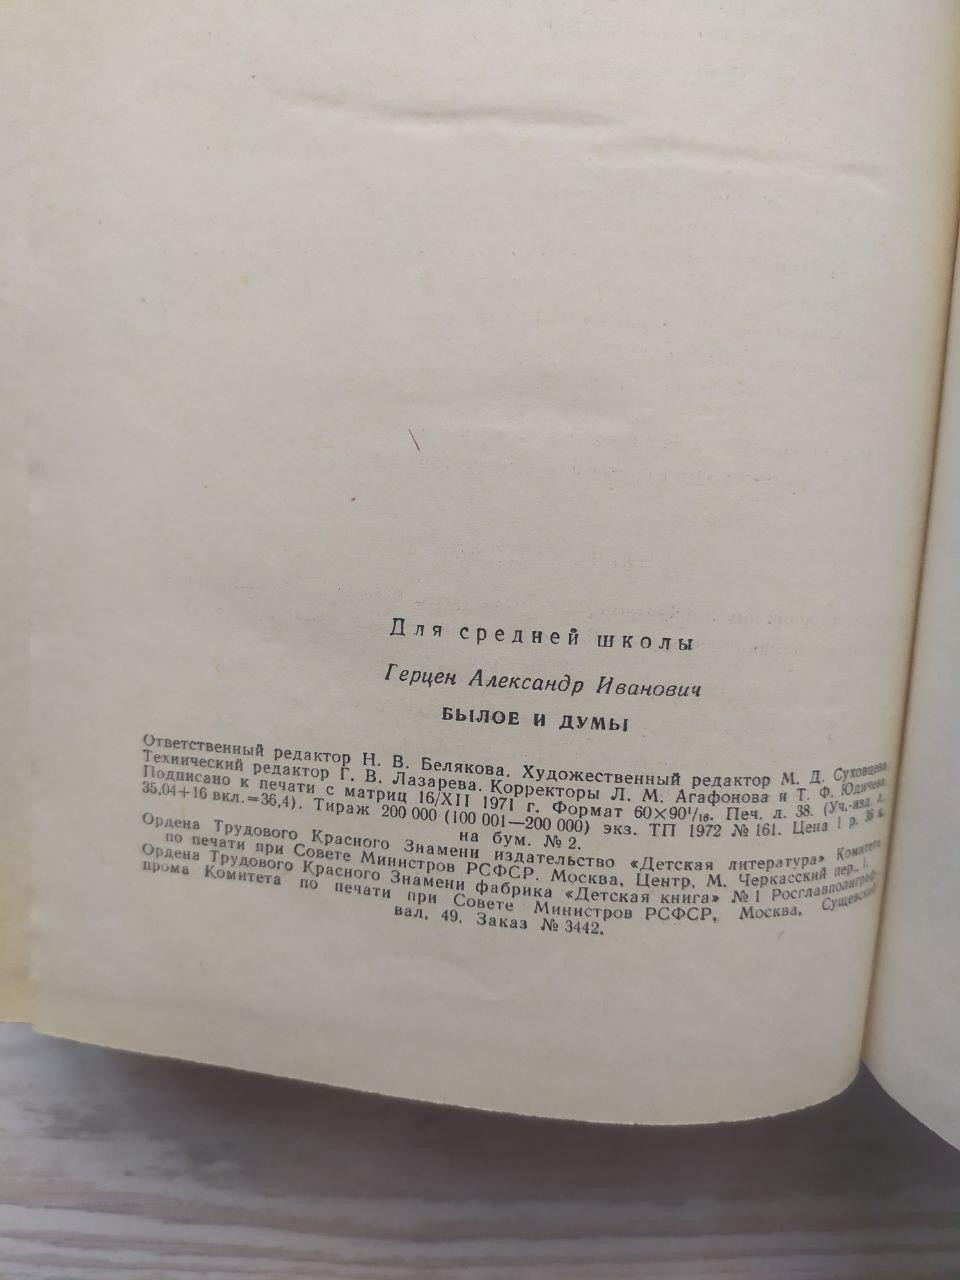 Для средней школы
Герцен Александр Иванович
БЫЛОЕ И ДУМЫ
Ответственный редактор Н. В. Белякова. Художественный редактор М. Д. Суховцева
Технический редактор Г. В. Лазарева. Корректоры Л. М. Агафонова и Т. Ф. Юдичева.
Подписано к печати с матриц 16/XII 1971 г. Формат 60×90¹/₁₆. Печ. л. 38. (Уч.-изд. л.
35,04+16 вкл.=36,4). Тираж 200 000 (100 001—200 000) экз. ТП 1972 № 161. Цена 1 р. 36 к.
на бум. № 2.
Ордена Трудового Красного Знамени издательство «Детская литература» Комитета
по печати при Совете Министров РСФСР. Москва, Центр, М. Черкасский пер., 1.
Ордена Трудового Красного Знамени фабрика «Детская книга» № 1 Росглавполиграф-
прома Комитета по печати при Совете Министров РСФСР, Москва, Сущевский
вал, 49. Заказ № 3442.